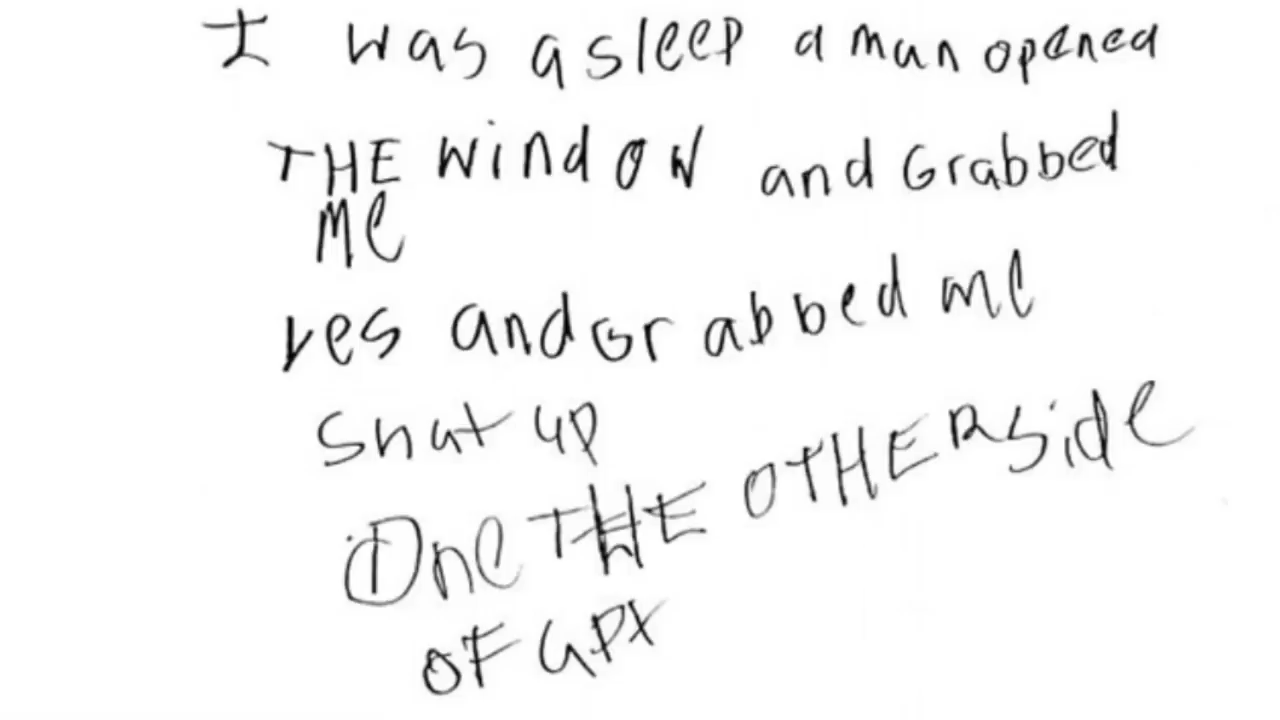 I was asleep a man opened
THE window and Grabbed
me
yes and Grabbed me
Shut up
One THE OTHERSide
OF apt